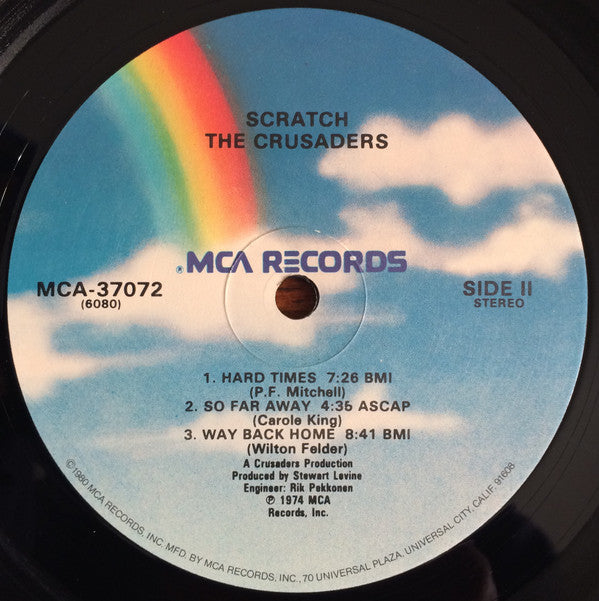 SCRATCH
THE CRUSADERS
®MCA RECORDS
MCA-37072
(6080)
SIDE II
STEREO
1. HARD TIMES 7:26 BMI
(P.F. Mitchell)
2. SO FAR AWAY 4:36 ASCAP
(Carole King)
3. WAY BACK HOME 8:41 BMI
(Wilton Felder)
A Crusaders Production
Produced by Stewart Levine
Engineer: Rik Pekkonen
℗ 1974 MCA
Records, Inc.
©1980 MCA RECORDS, INC. MFD. BY MCA RECORDS, INC., 70 UNIVERSAL PLAZA, UNIVERSAL CITY, CALIF. 91608